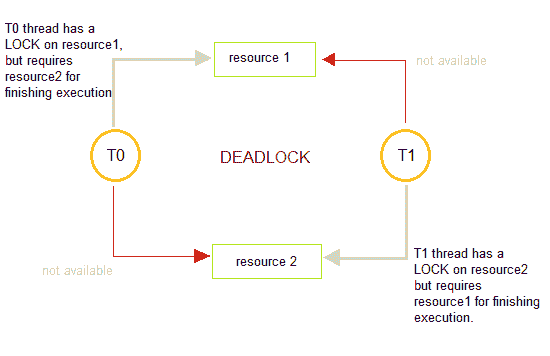 T0 thread has a
LOCK on resource1,
but requires
resource2 for
finishing execution
resource 1
not available
T0
DEADLOCK
T1
not available
resource 2
T1 thread has a
LOCK on resource2
but requires
resource1 for finishing
execution.